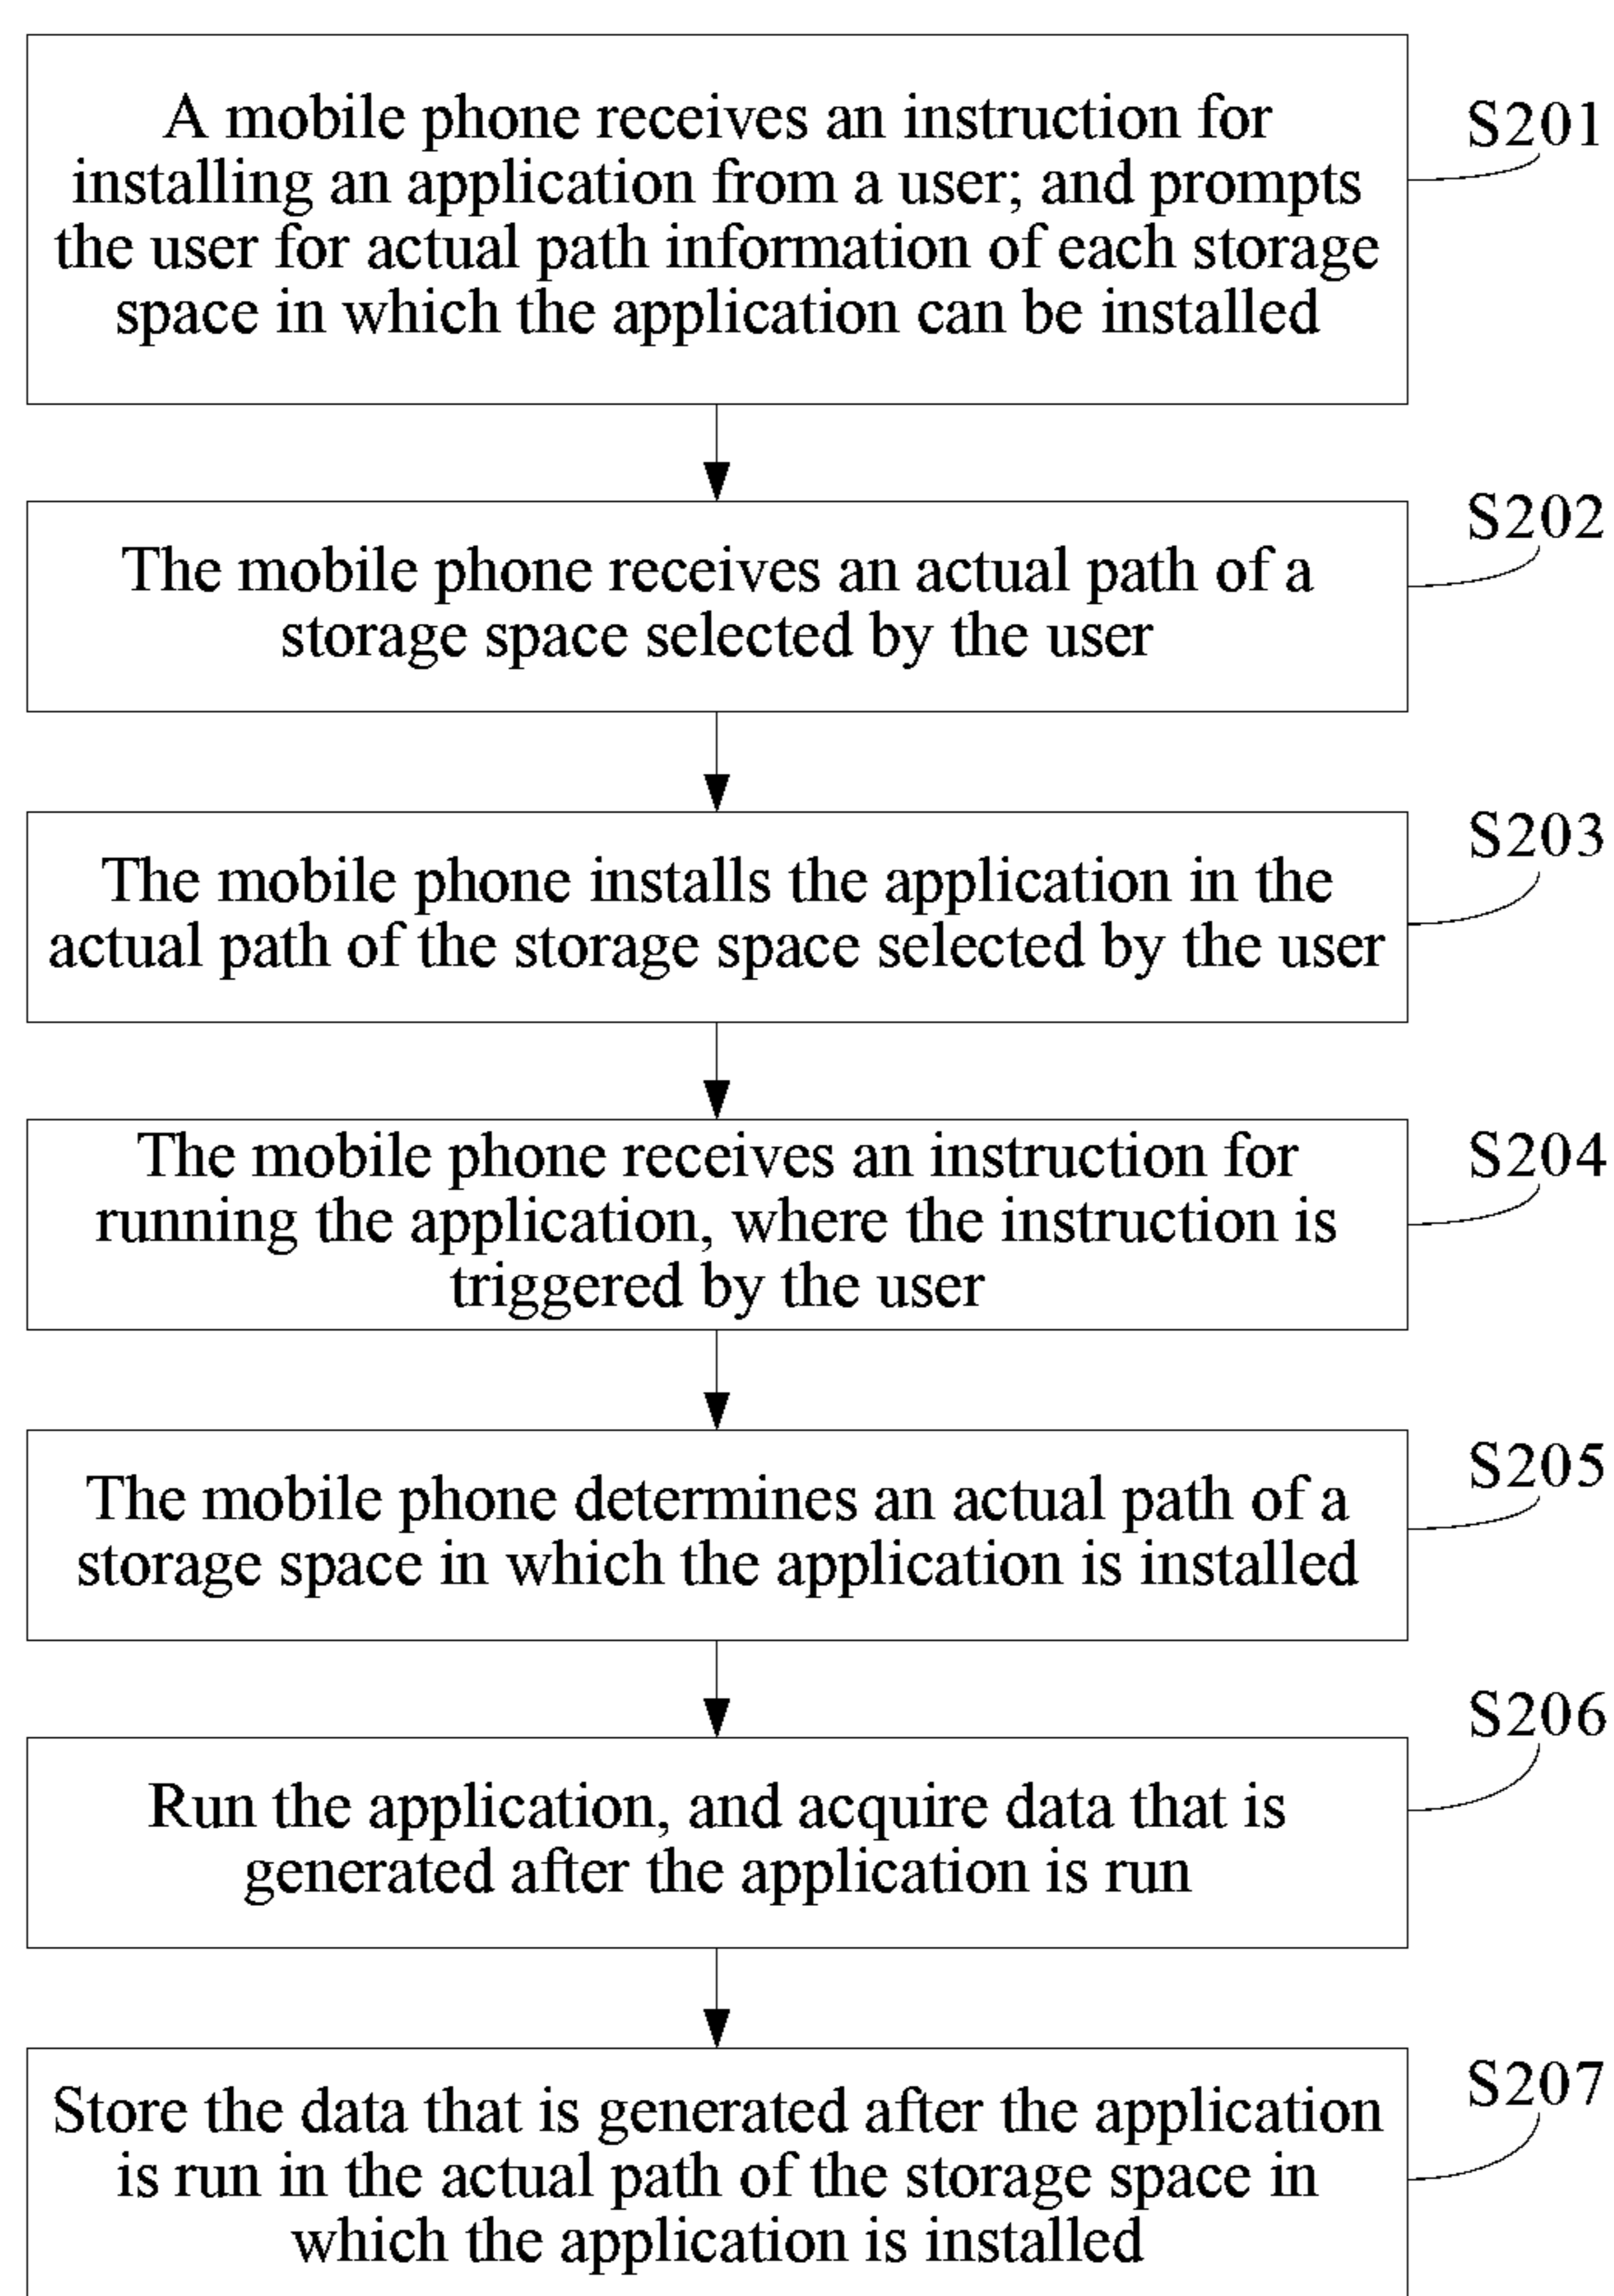 A mobile phone receives an instruction for
installing an application from a user; and prompts
the user for actual path information of each storage
space in which the application can be installed
S201
The mobile phone receives an actual path of a
storage space selected by the user
S202
The mobile phone installs the application in the
actual path of the storage space selected by the user
S203
The mobile phone receives an instruction for
running the application, where the instruction is
triggered by the user
S204
The mobile phone determines an actual path of a
storage space in which the application is installed
S205
Run the application, and acquire data that is
generated after the application is run
S206
Store the data that is generated after the application
is run in the actual path of the storage space in
which the application is installed
S207